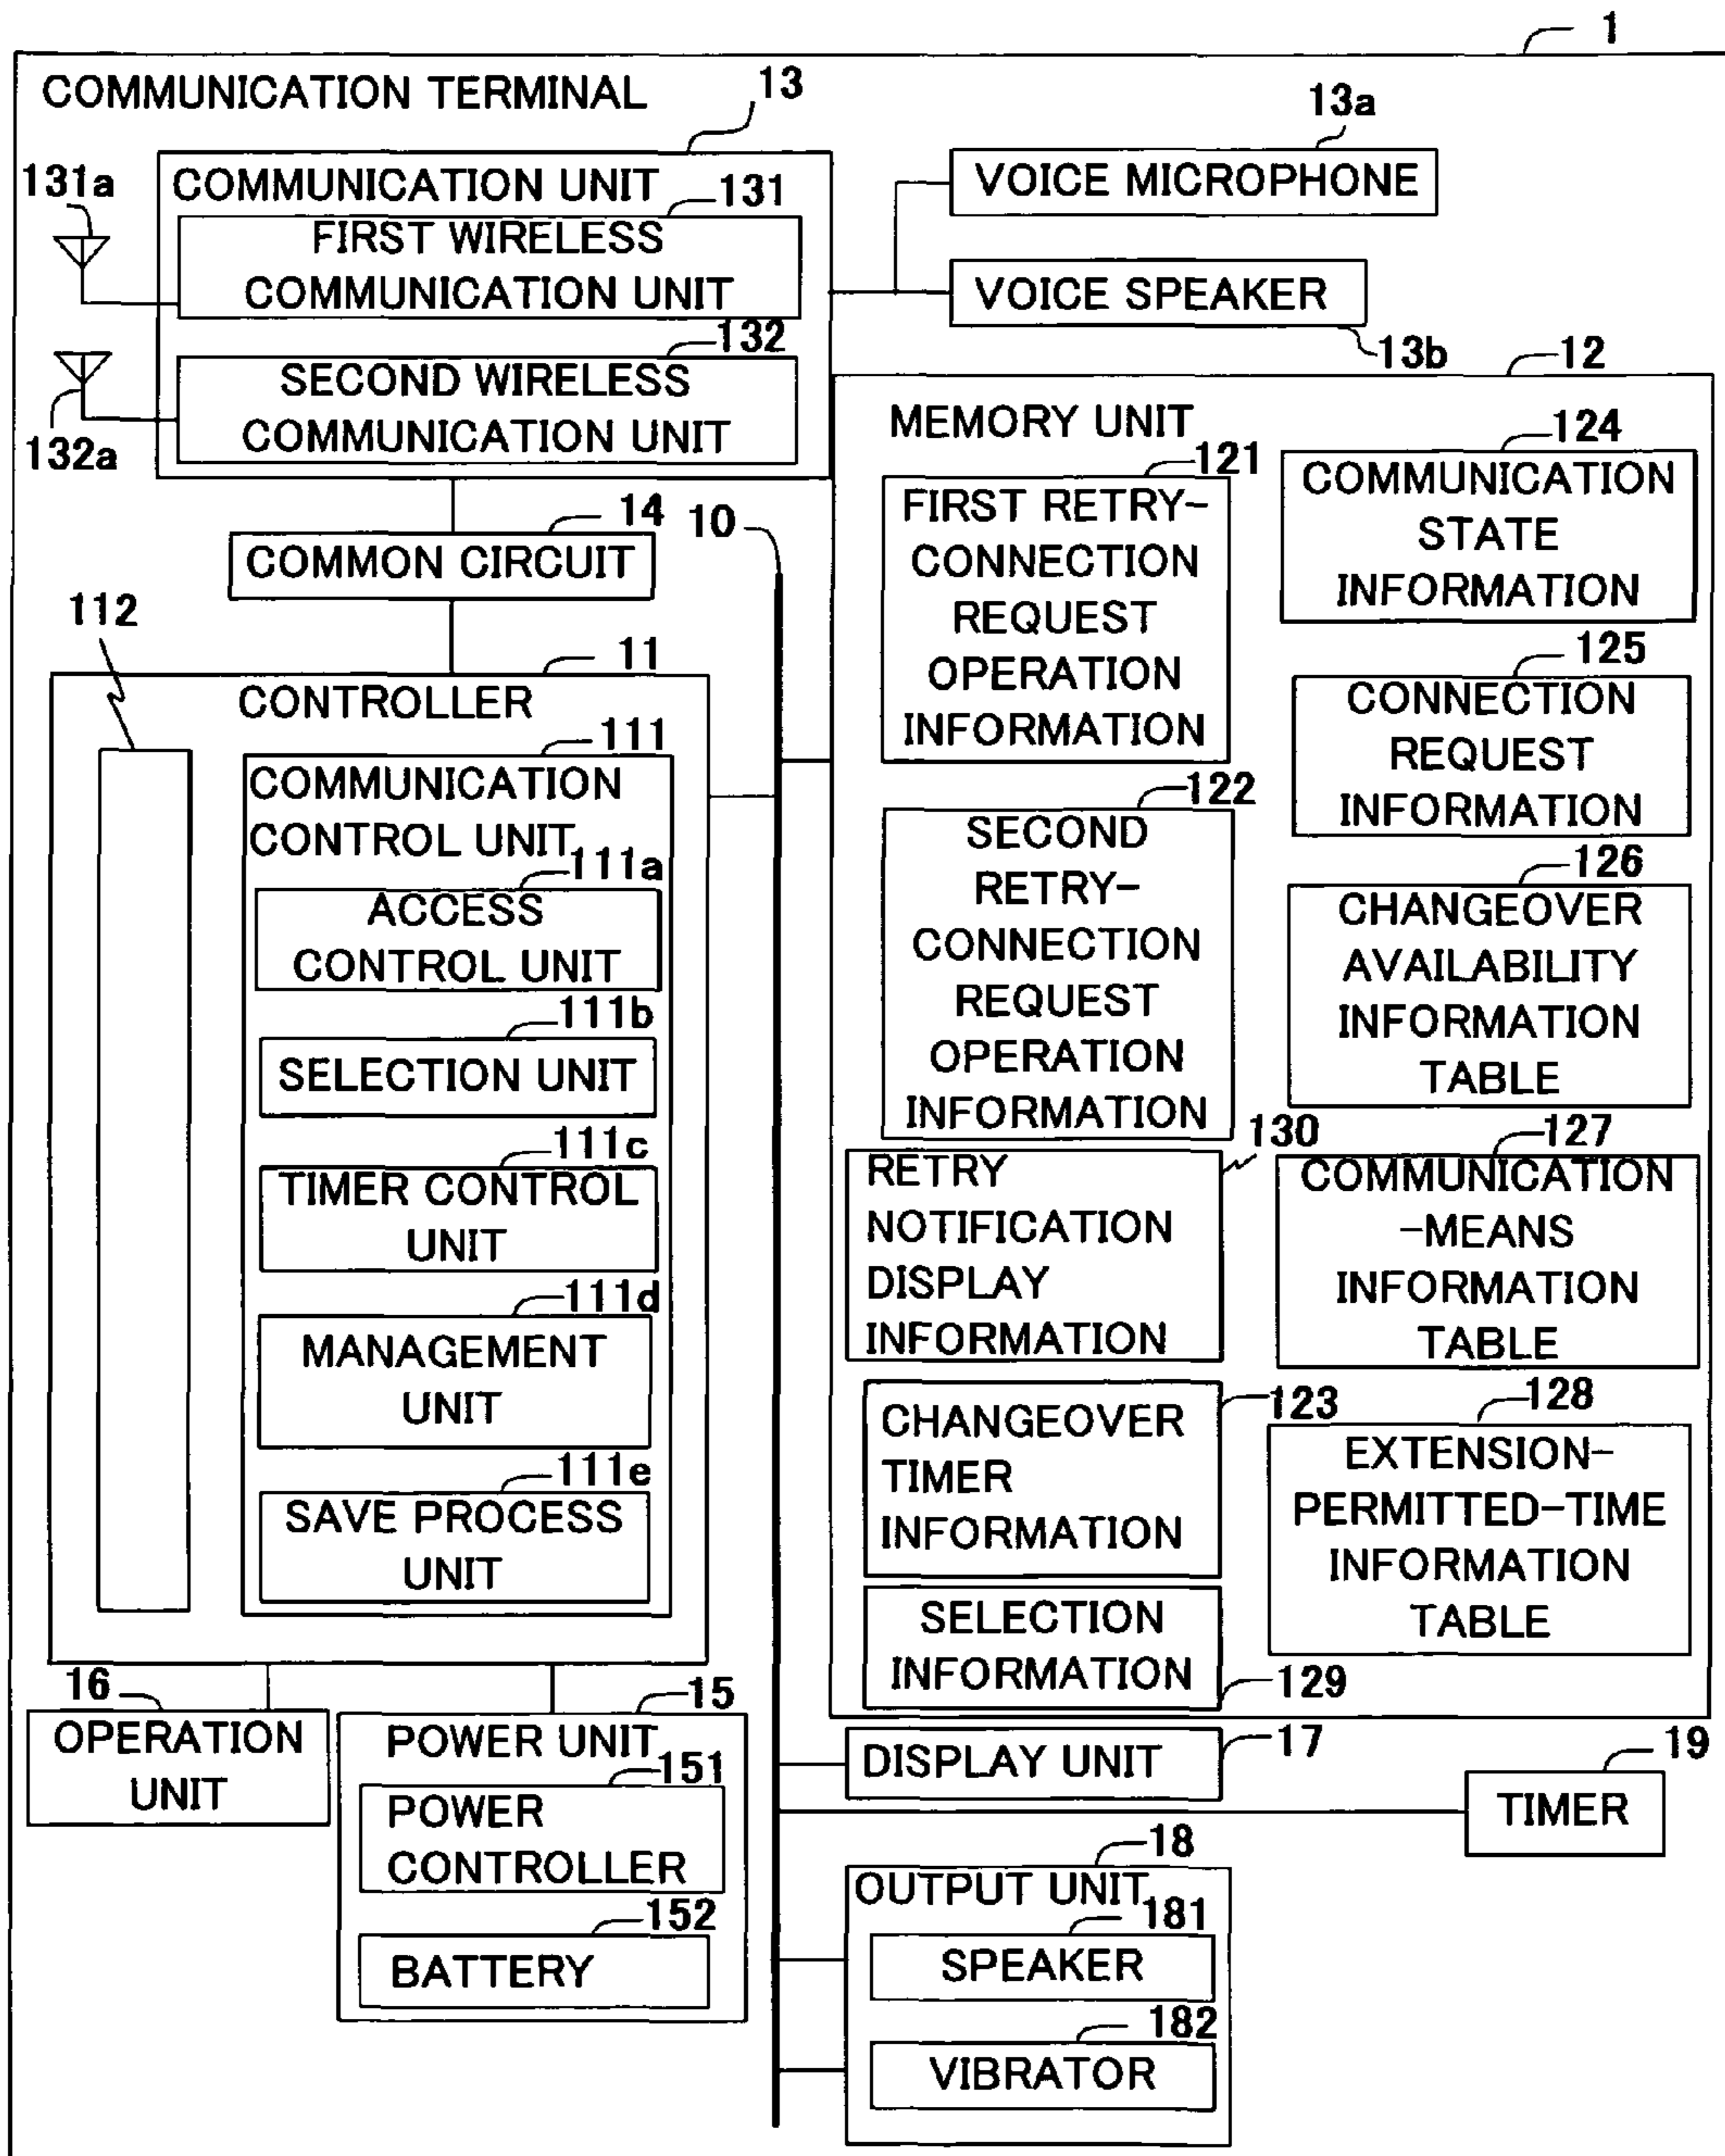 1
COMMUNICATION TERMINAL
13
13a
131a
COMMUNICATION UNIT
VOICE MICROPHONE
131
FIRST WIRELESS
COMMUNICATION UNIT
VOICE SPEAKER
13b
132
SECOND WIRELESS
COMMUNICATION UNIT
132a
14
COMMON CIRCUIT
10
12
MEMORY UNIT
121
FIRST RETRY-
CONNECTION
REQUEST
OPERATION
INFORMATION
124
COMMUNICATION
STATE
INFORMATION
125
CONNECTION
REQUEST
INFORMATION
122
SECOND
RETRY-
CONNECTION
REQUEST
OPERATION
INFORMATION
126
CHANGEOVER
AVAILABILITY
INFORMATION
TABLE
130
RETRY
NOTIFICATION
DISPLAY
INFORMATION
127
COMMUNICATION
-MEANS
INFORMATION
TABLE
123
CHANGEOVER
TIMER
INFORMATION
128
EXTENSION-
PERMITTED-TIME
INFORMATION
TABLE
SELECTION
INFORMATION
129
112
11
CONTROLLER
111
COMMUNICATION
CONTROL UNIT
111a
ACCESS
CONTROL UNIT
111b
SELECTION UNIT
111c
TIMER CONTROL
UNIT
111d
MANAGEMENT
UNIT
111e
SAVE PROCESS
UNIT
16
OPERATION
UNIT
15
POWER UNIT
151
POWER
CONTROLLER
152
BATTERY
17
DISPLAY UNIT
19
TIMER
18
OUTPUT UNIT
181
SPEAKER
182
VIBRATOR